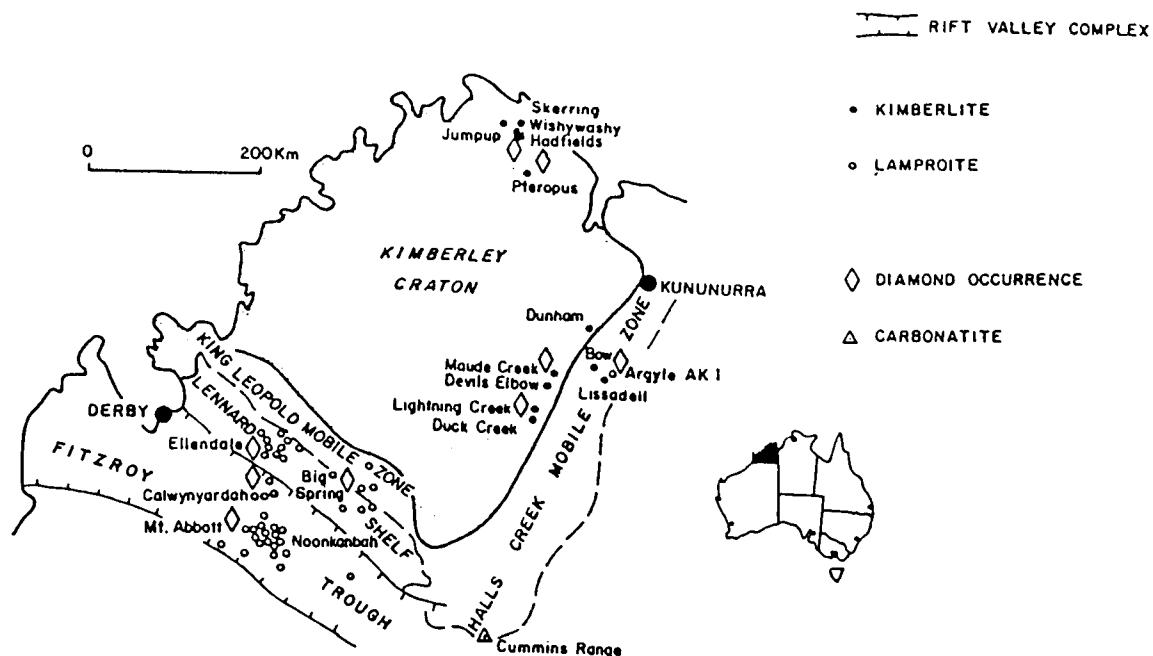 RIFT VALLEY COMPLEX
KIMBERLITE
LAMPROITE
DIAMOND OCCURRENCE
CARBONATITE
0 200Km
Skerring
Wishywashy
Jumpup
Hadfields
Pteropus
KIMBERLEY
CRATON
KUNUNURRA
Dunham
Bow
Maude Creek
Argyle AK 1
Devils Elbow
Lissadell
Lightning Creek
Duck Creek
KING LEOPOLD MOBILE ZONE
LENNARD SHELF
DERBY
Ellendale
FITZROY TROUGH
Big
Spring
Calwynyardah
Mt. Abbott
Noonkanbah
HALLS CREEK MOBILE ZONE
Cummins Range